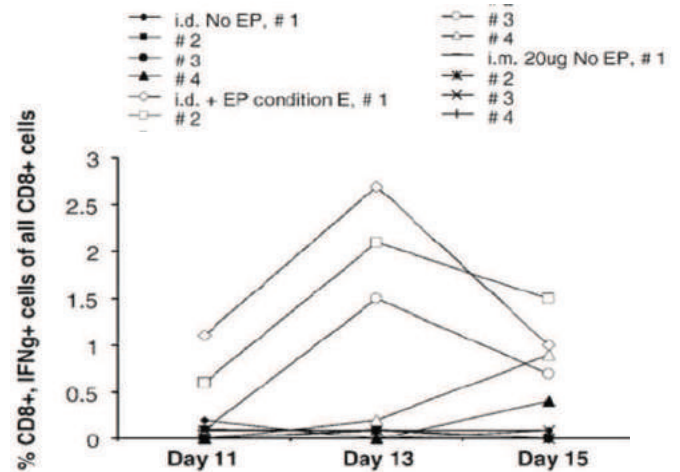 i.d. No EP, # 1
# 2
# 3
# 4
i.d. + EP condition E, # 1
# 2
# 3
# 4
i.m. 20ug No EP, # 1
# 2
# 3
# 4
% CD8+, IFNg+ cells of all CD8+ cells
3
2.5
2
1.5
1
0.5
0
Day 11
Day 13
Day 15